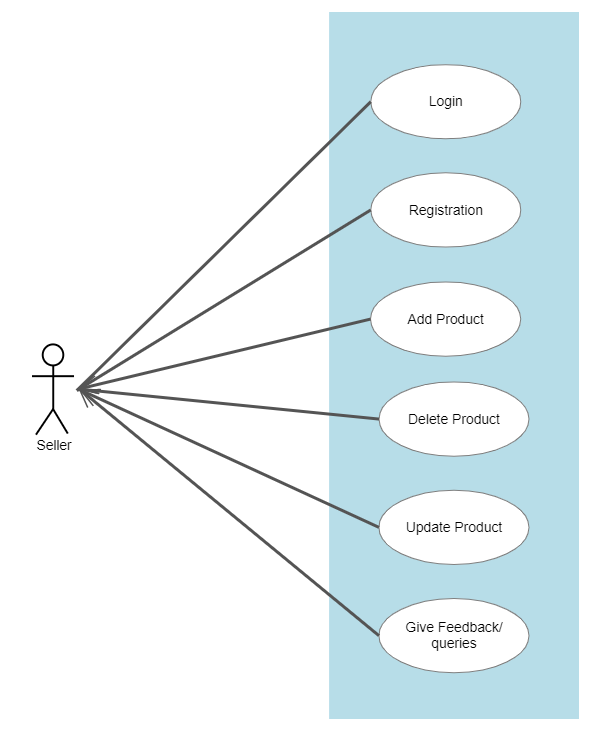 Login
Registration
Add Product
Delete Product
Seller
Update Product
Give Feedback/
queries